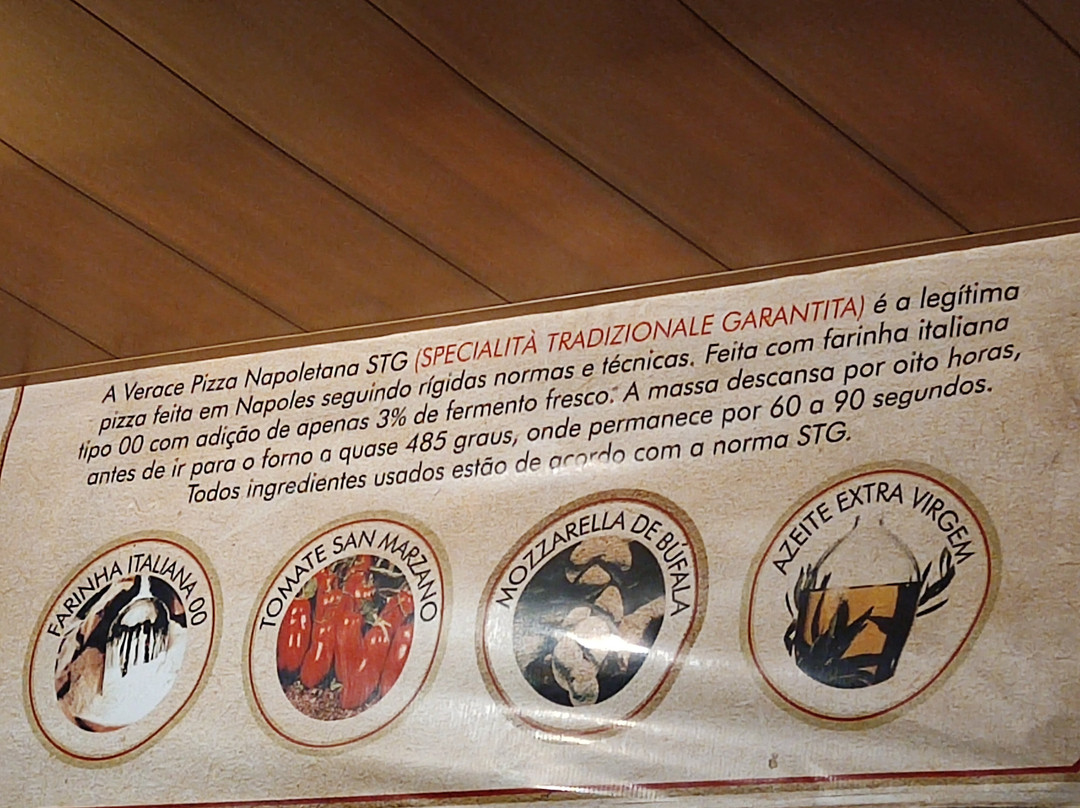 A Verace Pizza Napoletana STG (SPECIALITÀ TRADIZIONALE GARANTITA) é a legítima
pizza feita em Napoles seguindo rígidas normas e técnicas. Feita com farinha italiana
tipo 00 com adição de apenas 3% de fermento fresco. A massa descansa por oito horas,
antes de ir para o forno a quase 485 graus, onde permanece por 60 a 90 segundos.
Todos ingredientes usados estão de acordo com a norma STG.
FARINHA ITALIANA 00
TOMATE SAN MARZANO
MOZZARELLA DE BÚFALA
AZEITE EXTRA VIRGEM